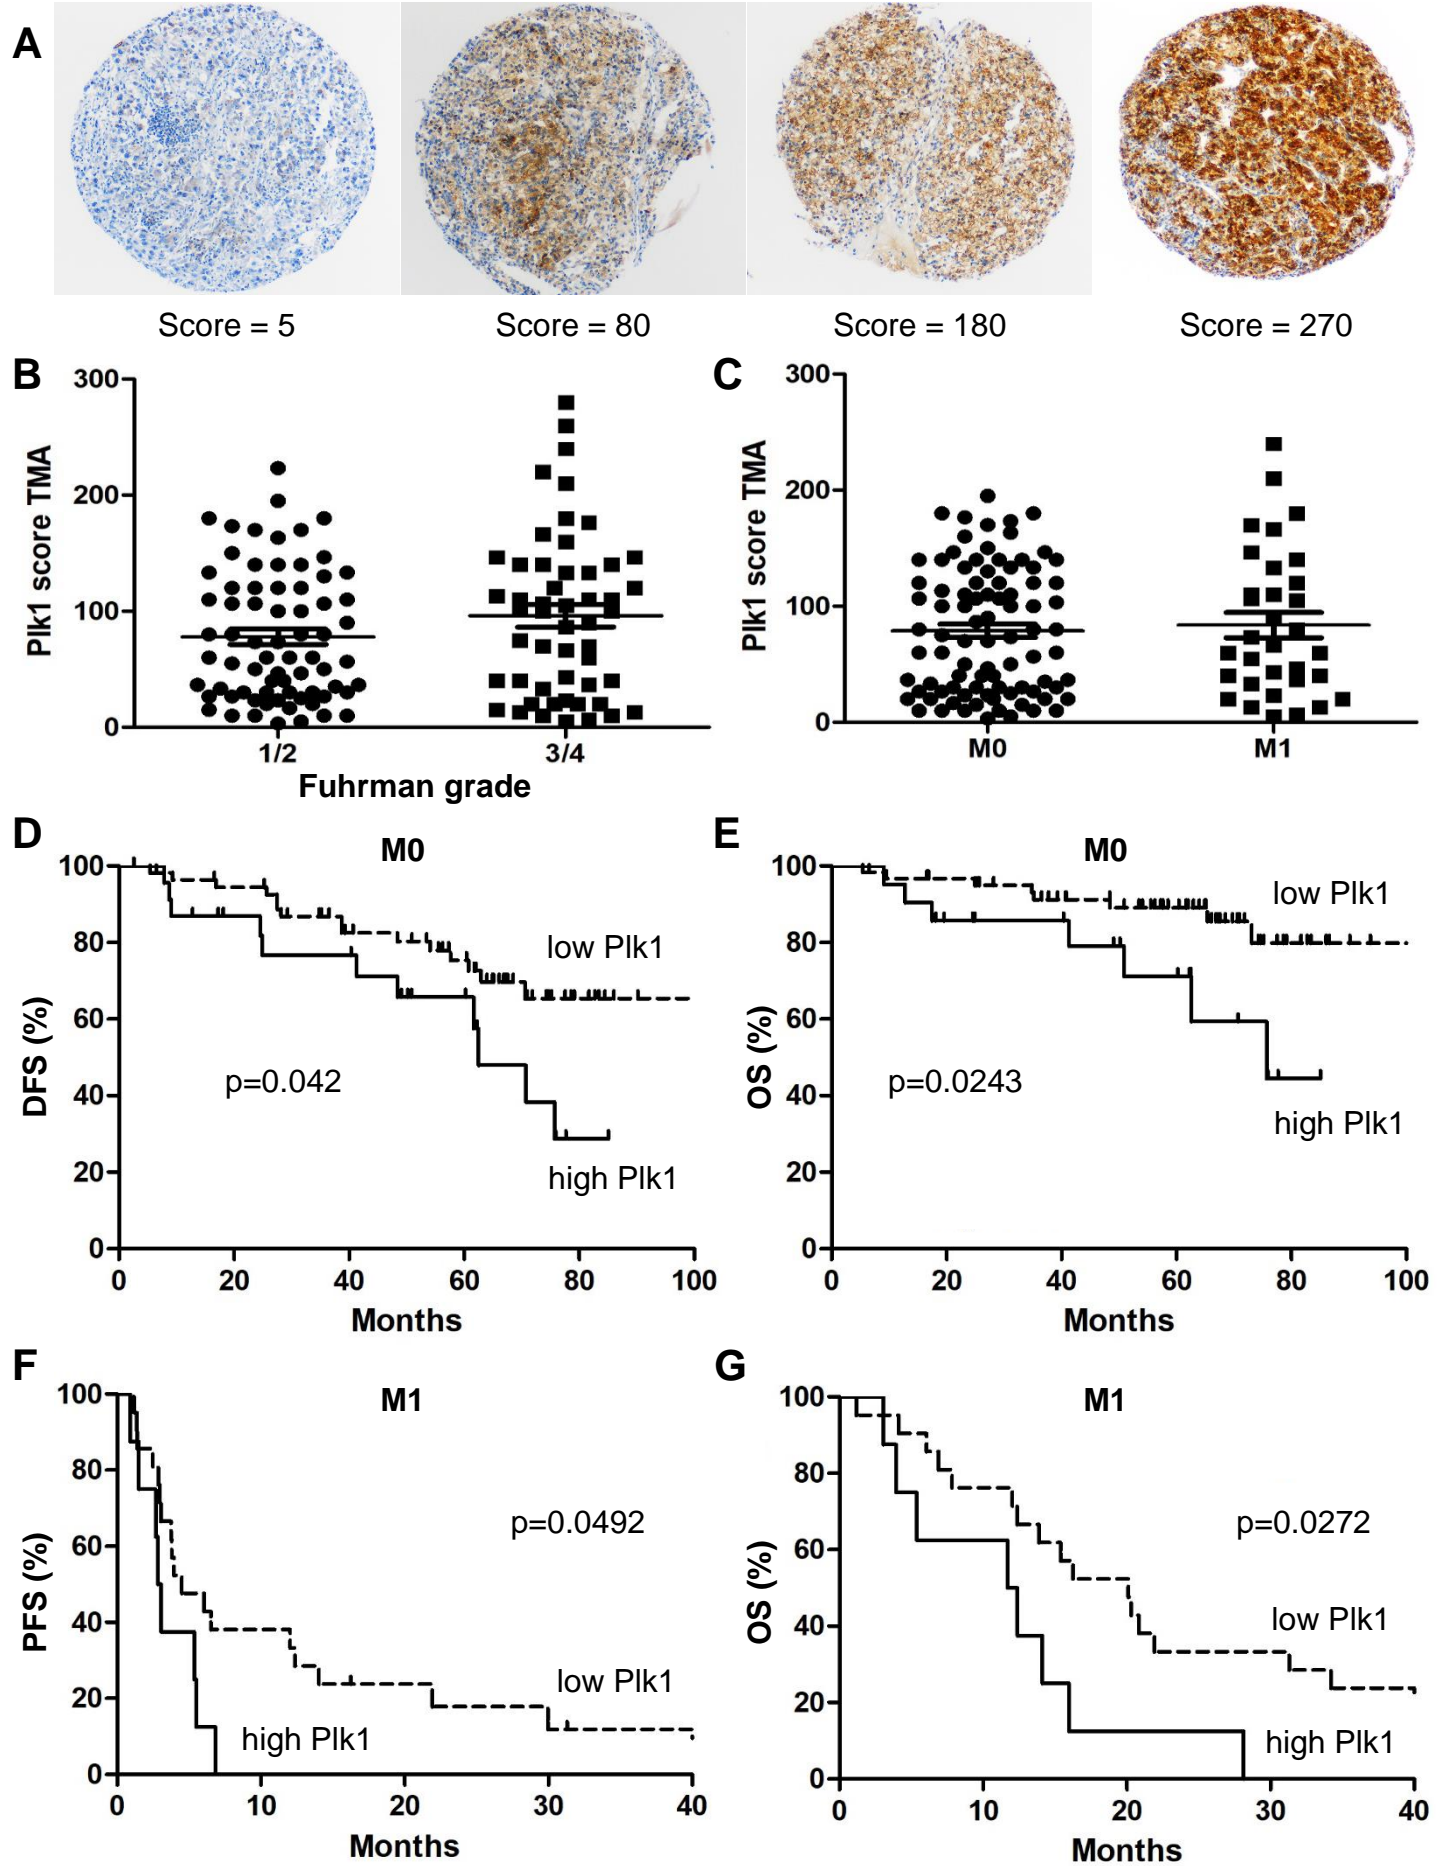 A
Score = 5
Score = 80
Score = 180
Score = 270
B
300
200
100
0
Plk1 score TMA
1/2
3/4
Fuhrman grade
C
300
200
100
0
Plk1 score TMA
M0
M1
D
M0
100
80
60
40
20
0
DFS (%)
low Plk1
p=0.042
high Plk1
0 20 40 60 80 100
Months
E
M0
100
80
60
40
20
0
OS (%)
low Plk1
p=0.0243
high Plk1
0 20 40 60 80 100
Months
F
M1
100
80
60
40
20
0
PFS (%)
p=0.0492
low Plk1
high Plk1
0 10 20 30 40
Months
G
M1
100
80
60
40
20
0
OS (%)
p=0.0272
low Plk1
high Plk1
0 10 20 30 40
Months